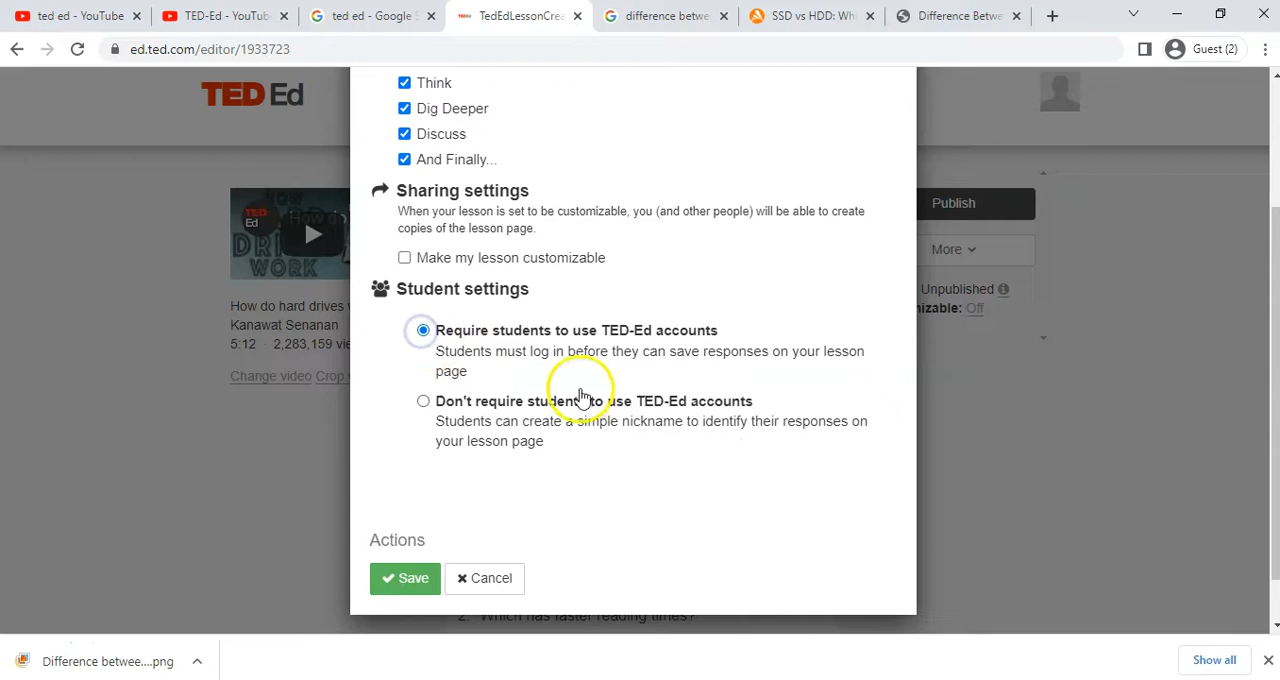 ted ed - YouTube
TED-Ed - YouTub
ted ed - Google
TedEdLessonCrea
difference betwe
SSD vs HDD: Wh
Difference Betwe
ed.ted.com/editor/1933723
Guest (2)
TED Ed
Think
Dig Deeper
Discuss
And Finally...
Sharing settings
When your lesson is set to be customizable, you (and other people) will be able to create
copies of the lesson page.
Make my lesson customizable
Student settings
Require students to use TED-Ed accounts
Students must log in before they can save responses on your lesson
page
Don't require students to use TED-Ed accounts
Students can create a simple nickname to identify their responses on
your lesson page
Actions
Save
Cancel
TED
Ed
How do
DRI
WORK
How do hard drives
Kanawat Senanan
5:12 2,283,159
Change video Crop
Publish
More
Unpublished
Off
2. Which has faster reading times?
Difference betwee....png
Show all